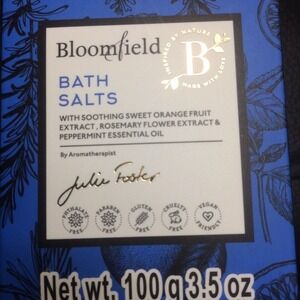 Bloomfield
INSPIRED BY NATURE
B
MADE WITH LOVE
BATH
SALTS
WITH SOOTHING SWEET ORANGE FRUIT
EXTRACT , ROSEMARY FLOWER EXTRACT &
PEPPERMINT ESSENTIAL OIL
By Aromatherapist
Julie Foster
PHTHALATE
FREE
PARABEN
FREE
GLUTEN
FREE
CRUELTY
FREE
VEGAN
FRIENDLY
Net wt. 100 g 3.5 oz